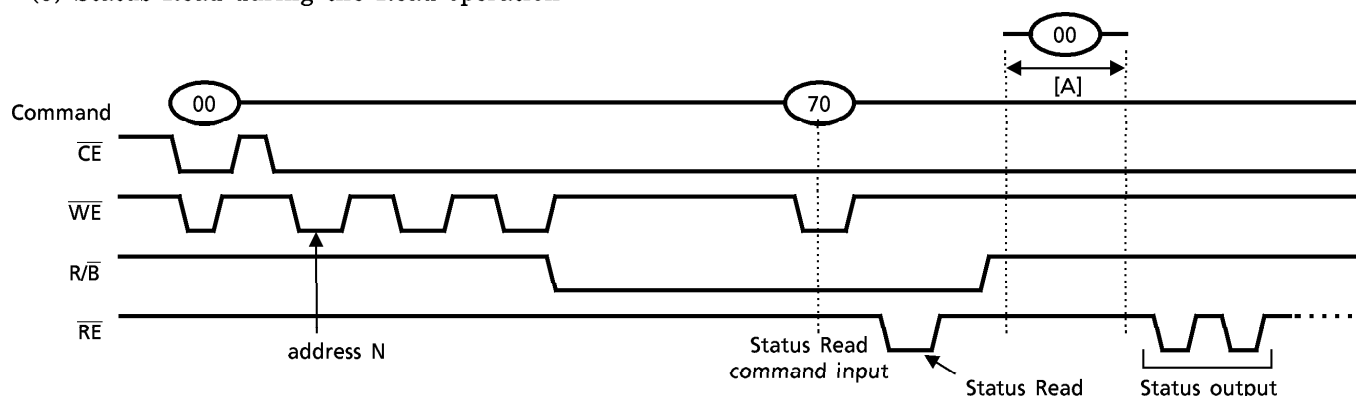 (6) Status Read during the Read operation
00
[A]
Command
00
70
CE
WE
R/B
RE
address N
Status Read
command input
Status Read
Status output